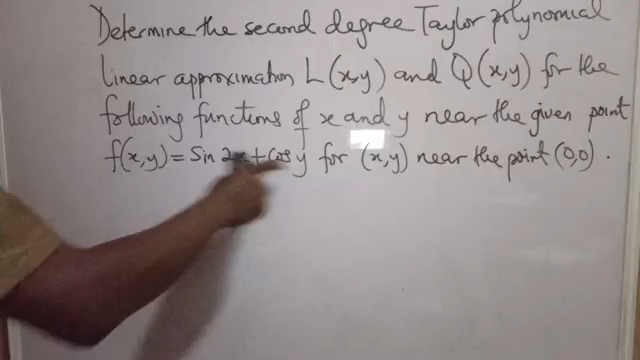 Determine the second degree Taylor polynomial
linear approximation L(x,y) and Q(x,y) for the
following functions of x and y near the given point
f(x,y) = Sin 2x + Cos y for (x,y) near the point (0,0).